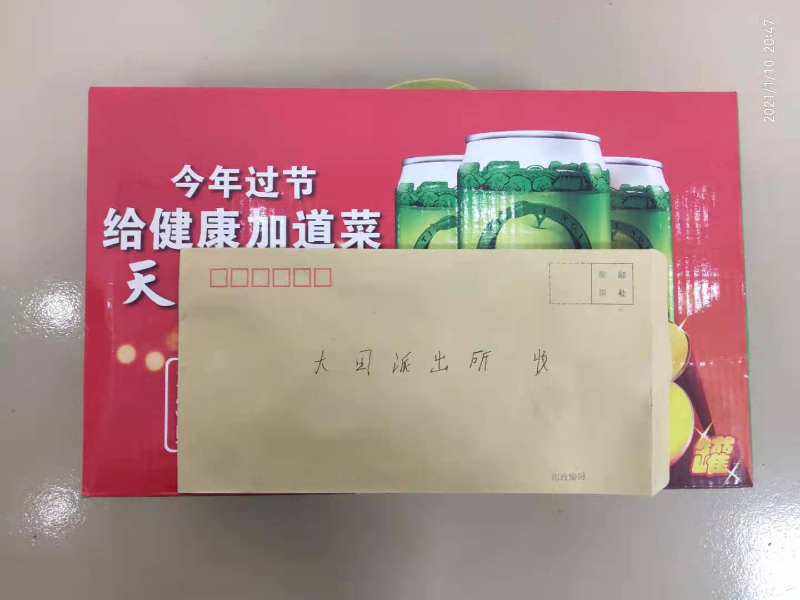 2021/1/10 20:47
今年过节
给健康加道菜
天
贴 邮
票 处
大团派出所 收
邮政编码
罐